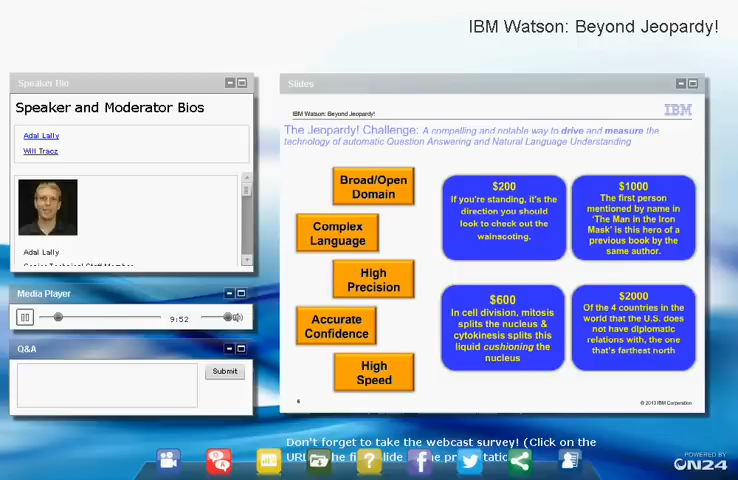 IBM Watson: Beyond Jeopardy!
Speaker Bio
Speaker and Moderator Bios
Adal Lally
Will Tracz
Adal Lally
Media Player
9:52
Q&A
Submit
Slides
IBM Watson: Beyond Jeopardy!
IBM
The Jeopardy! Challenge: A compelling and notable way to drive and measure the
technology of automatic Question Answering and Natural Language Understanding
Broad/Open
Domain
Complex
Language
High
Precision
Accurate
Confidence
High
Speed
$200
If you're standing, it's the
direction you should
look to check out the
wainscoting.
$1000
The first person
mentioned by name in
'The Man in the Iron
Mask' is this hero of a
previous book by the
same author.
$600
In cell division, mitosis
splits the nucleus &
cytokinesis splits this
liquid cushioning the
nucleus
$2000
Of the 4 countries in the
world that the U.S. does
not have diplomatic
relations with, the one
that's farthest north
6
© 2013 IBM Corporation
Don't forget to take the webcast survey! (Click on the
POWERED BY
ON24